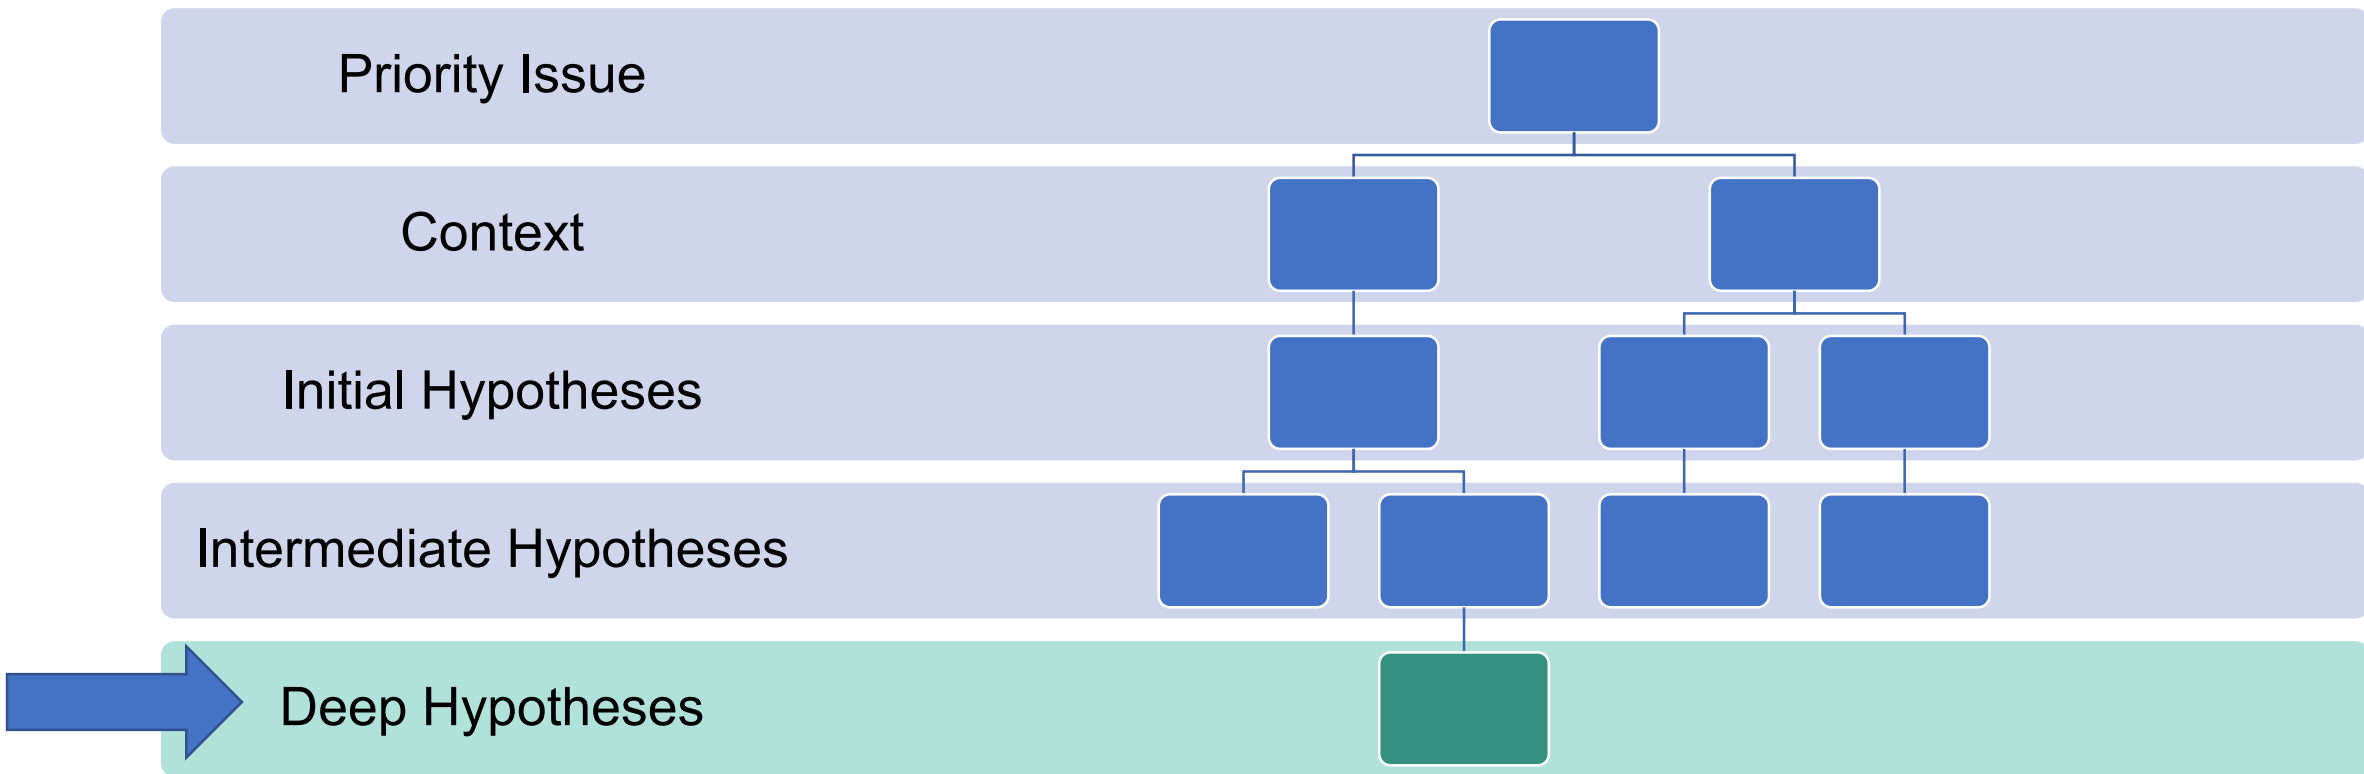 Priority Issue
Context
Initial Hypotheses
Intermediate Hypotheses
Deep Hypotheses